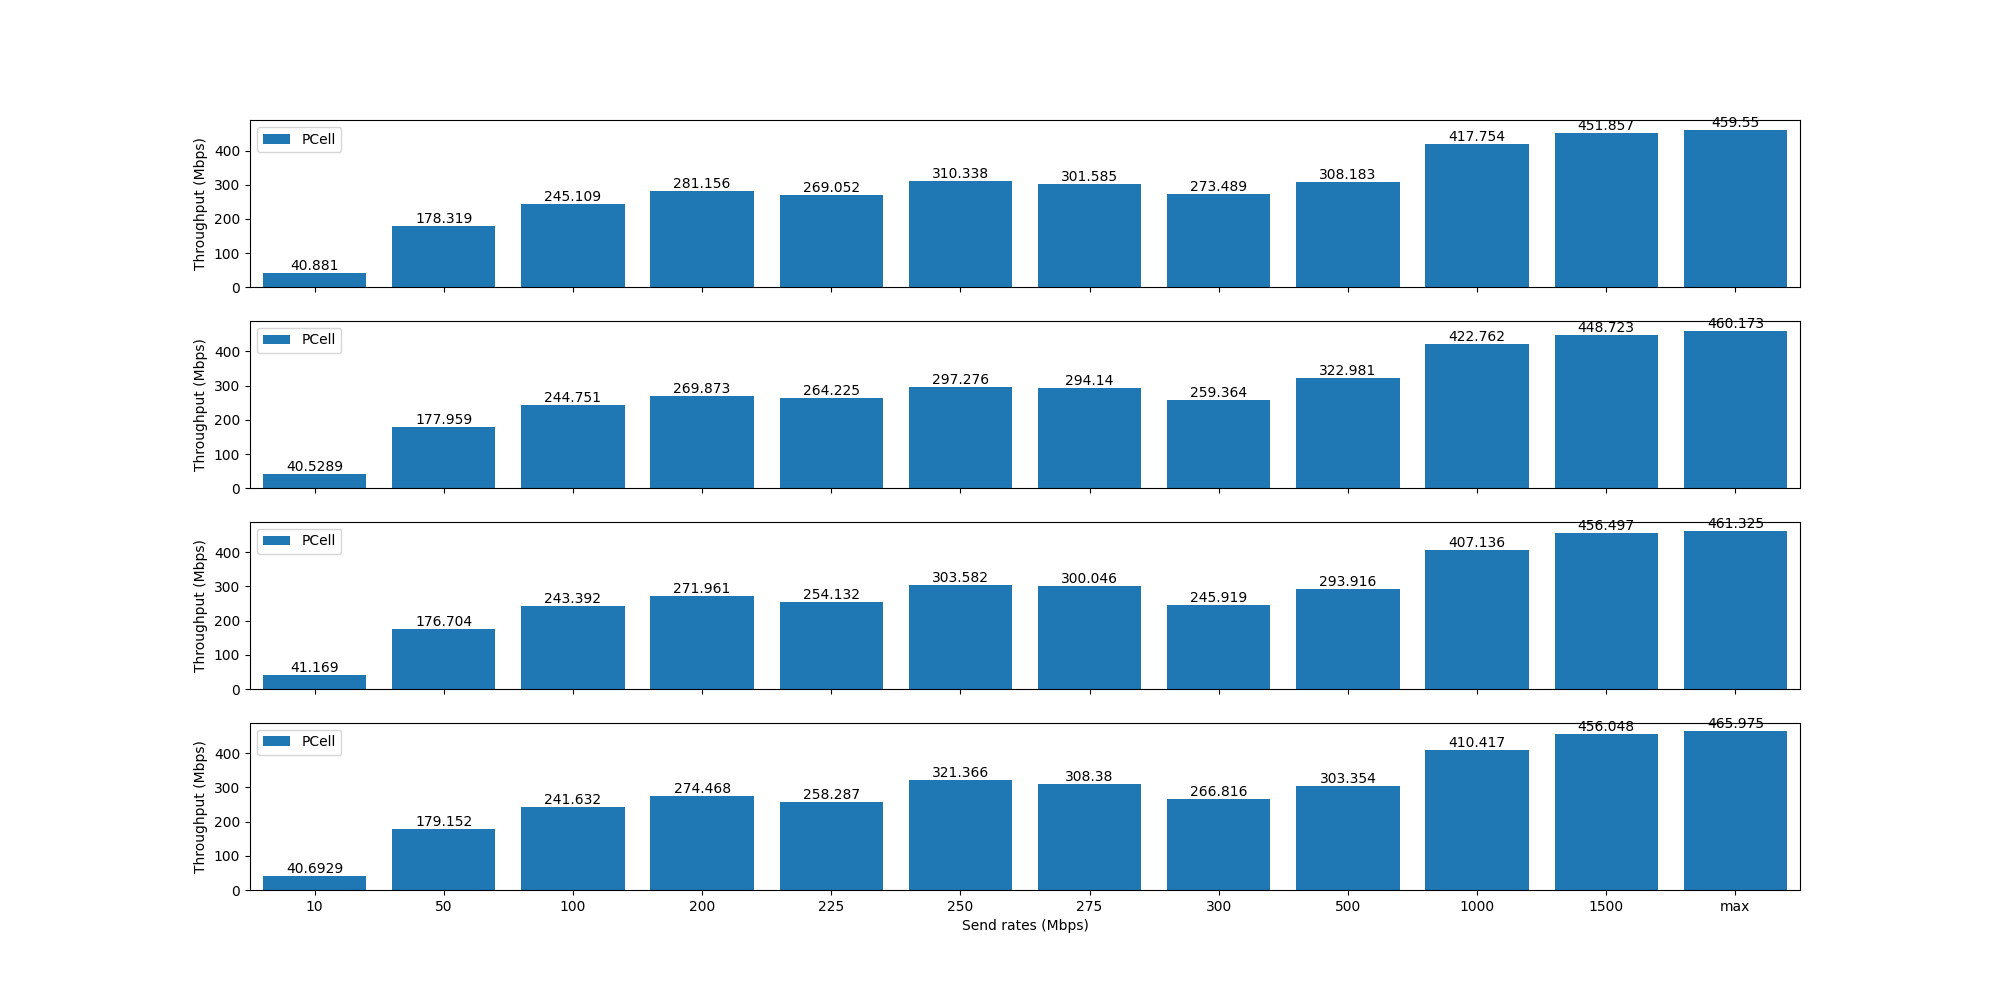 PCell
Throughput (Mbps)
400
300
200
100
0
40.881 178.319 245.109 281.156 269.052 310.338 301.585 273.489 308.183 417.754 451.857 459.55
PCell
Throughput (Mbps)
400
300
200
100
0
40.5289 177.959 244.751 269.873 264.225 297.276 294.14 259.364 322.981 422.762 448.723 460.173
PCell
Throughput (Mbps)
400
300
200
100
0
41.169 176.704 243.392 271.961 254.132 303.582 300.046 245.919 293.916 407.136 456.497 461.325
PCell
Throughput (Mbps)
400
300
200
100
0
40.6929 179.152 241.632 274.468 258.287 321.366 308.38 266.816 303.354 410.417 456.048 465.975
10 50 100 200 225 250 275 300 500 1000 1500 max
Send rates (Mbps)